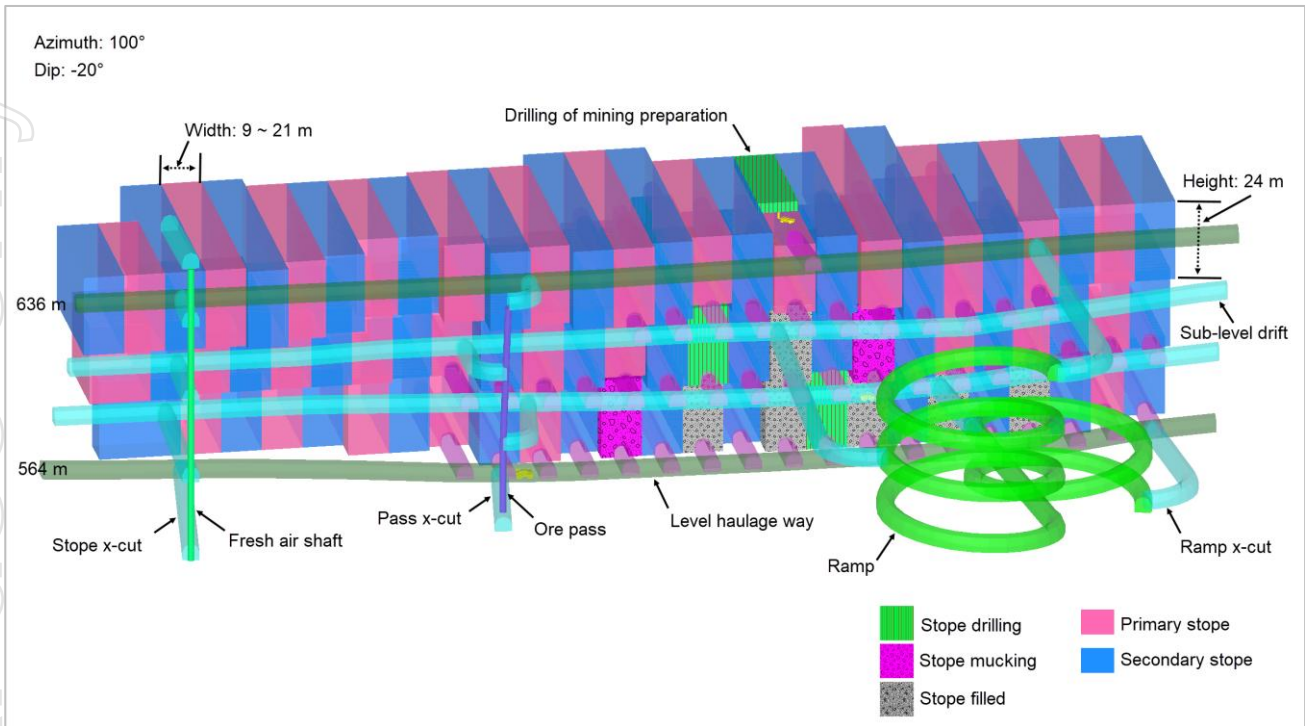 Azimuth: 100°
Dip: -20°
Width: 9 ~ 21 m
Drilling of mining preparation
Height: 24 m
636 m
Sub-level drift
564 m
Stope x-cut
Fresh air shaft
Pass x-cut
Ore pass
Level haulage way
Ramp
Ramp x-cut
Stope drilling
Primary stope
Stope mucking
Secondary stope
Stope filled